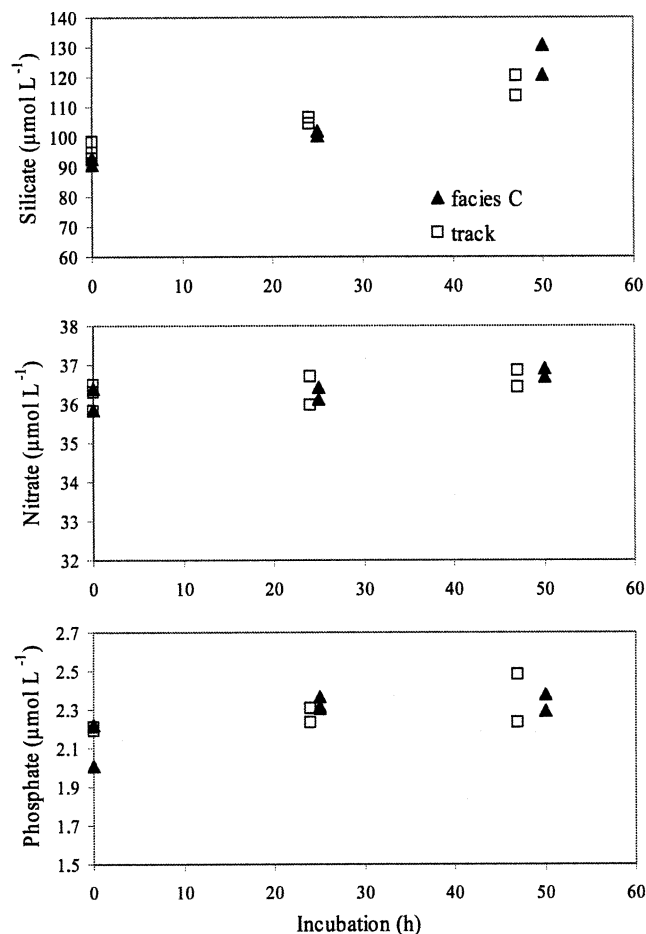 Silicate (µmol L⁻¹)
140
130
120
110
100
90
80
70
60
▲ facies C
□ track
0 10 20 30 40 50 60
Nitrate (µmol L⁻¹)
38
37
36
35
34
33
32
0 10 20 30 40 50 60
Phosphate (µmol L⁻¹)
2.7
2.5
2.3
2.1
1.9
1.7
1.5
0 10 20 30 40 50 60
Incubation (h)